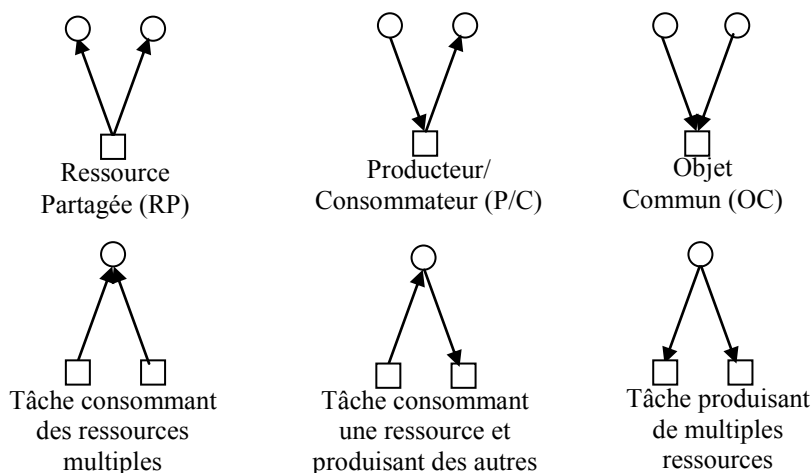 Ressource
Partagée (RP)
Producteur/
Consommateur (P/C)
Objet
Commun (OC)
Tâche consommant
des ressources
multiples
Tâche consommant
une ressource et
produisant des autres
Tâche produisant
de multiples
ressources